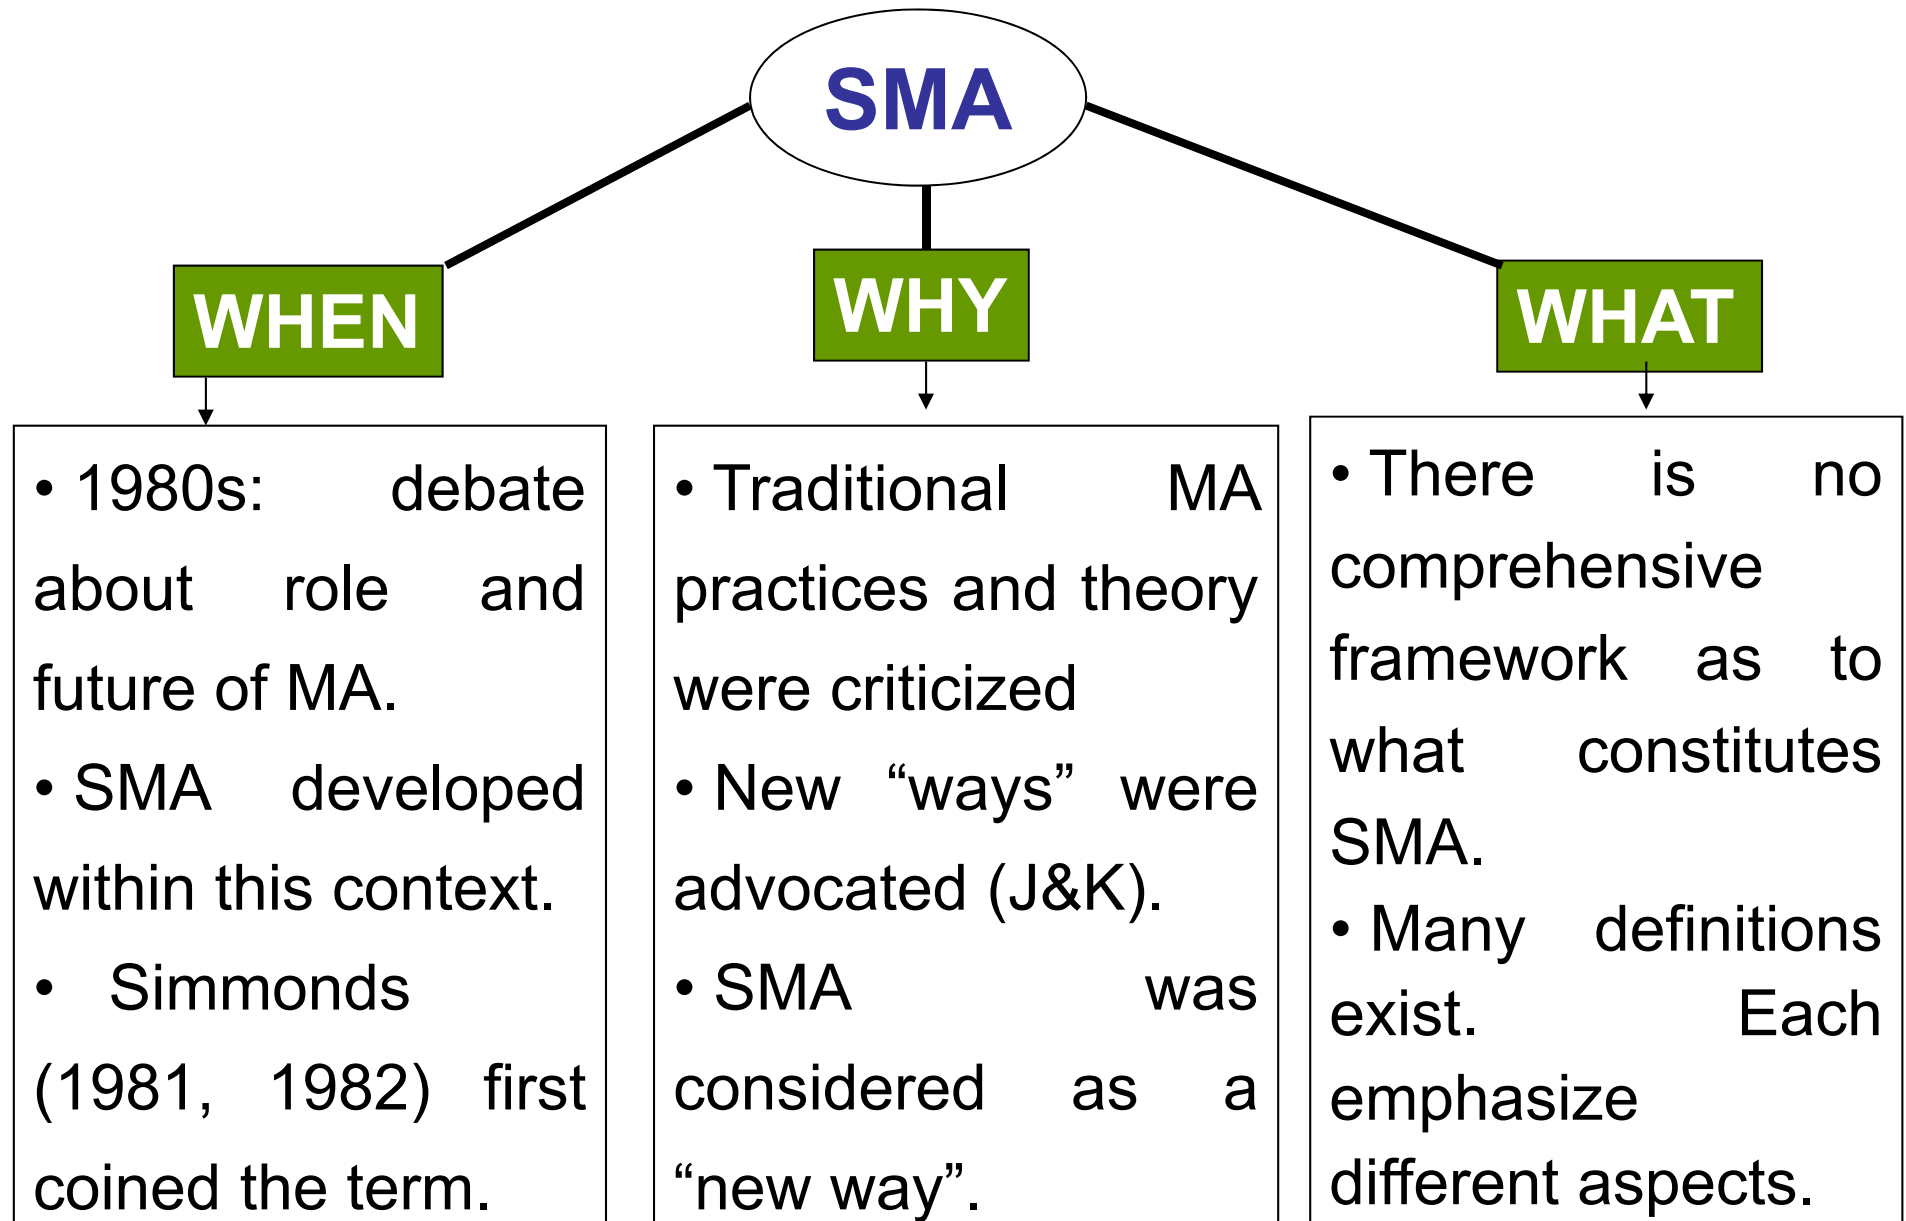 SMA
WHEN
WHY
WHAT
• 1980s: debate
about role and
future of MA.
• SMA developed
within this context.
• Simmonds
(1981, 1982) first
coined the term.
• Traditional MA
practices and theory
were criticized
• New “ways” were
advocated (J&K).
• SMA was
considered as a
“new way”.
• There is no
comprehensive
framework as to
what constitutes
SMA.
• Many definitions
exist. Each
emphasize
different aspects.